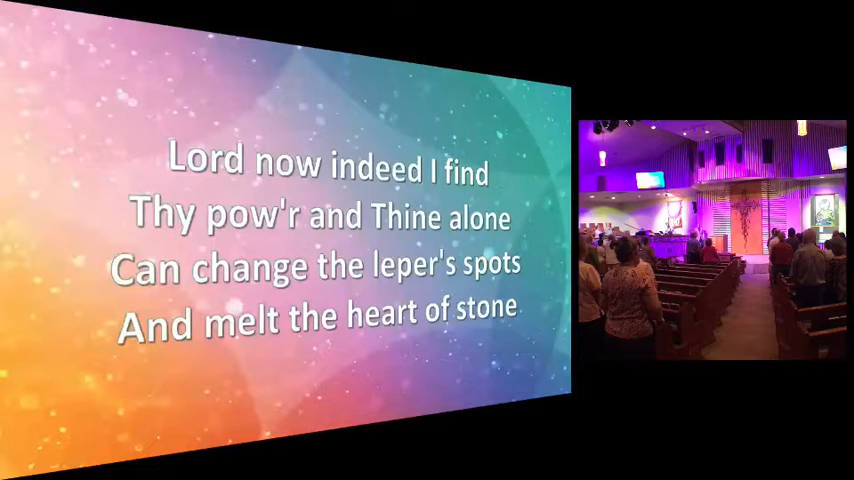 Lord now indeed I find
Thy pow'r and Thine alone
Can change the leper's spots
And melt the heart of stone